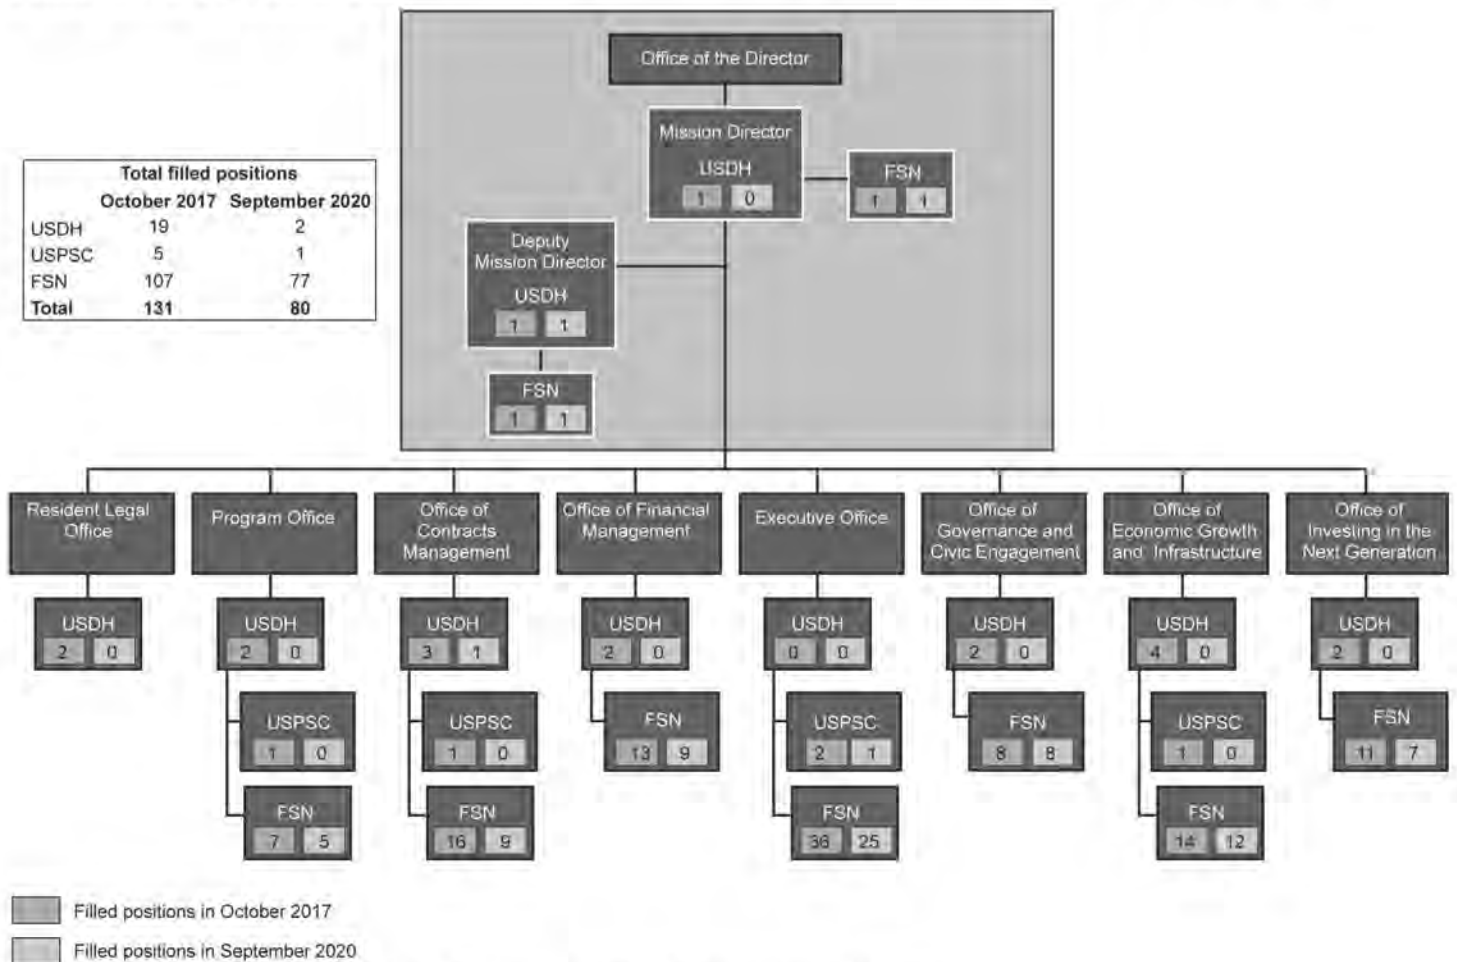 Office of the Director
Mission Director
USDH
1 0
FSN
1 1
Total filled positions
October 2017 September 2020
USDH 19 2
USPSC 5 1
FSN 107 77
Total 131 80
Deputy
Mission Director
USDH
1 1
FSN
1 1
Resident Legal
Office
USDH
2 0
Program Office
USDH
2 0
USPSC
1 0
FSN
7 5
Office of
Contracts
Management
USDH
3 1
USPSC
1 0
FSN
16 9
Office of Financial
Management
USDH
2 0
FSN
13 9
Executive Office
USDH
0 0
USPSC
2 1
FSN
36 25
Office of
Governance and
Civic Engagement
USDH
2 0
FSN
8 8
Office of
Economic Growth
and Infrastructure
USDH
4 0
USPSC
1 0
FSN
14 12
Office of
Investing in the
Next Generation
USDH
2 0
FSN
11 7
Filled positions in October 2017
Filled positions in September 2020